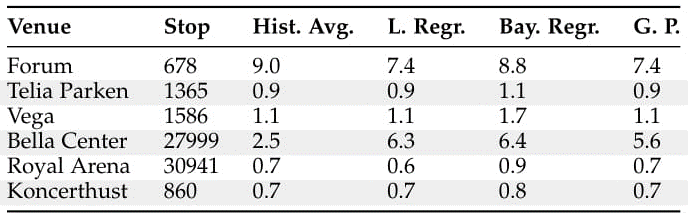 Venue Stop Hist. Avg. L. Regr. Bay. Regr. G. P.
Forum 678 9.0 7.4 8.8 7.4
Telia Parken 1365 0.9 0.9 1.1 0.9
Vega 1586 1.1 1.1 1.7 1.1
Bella Center 27999 2.5 6.3 6.4 5.6
Royal Arena 30941 0.7 0.6 0.9 0.7
Koncerthust 860 0.7 0.7 0.8 0.7